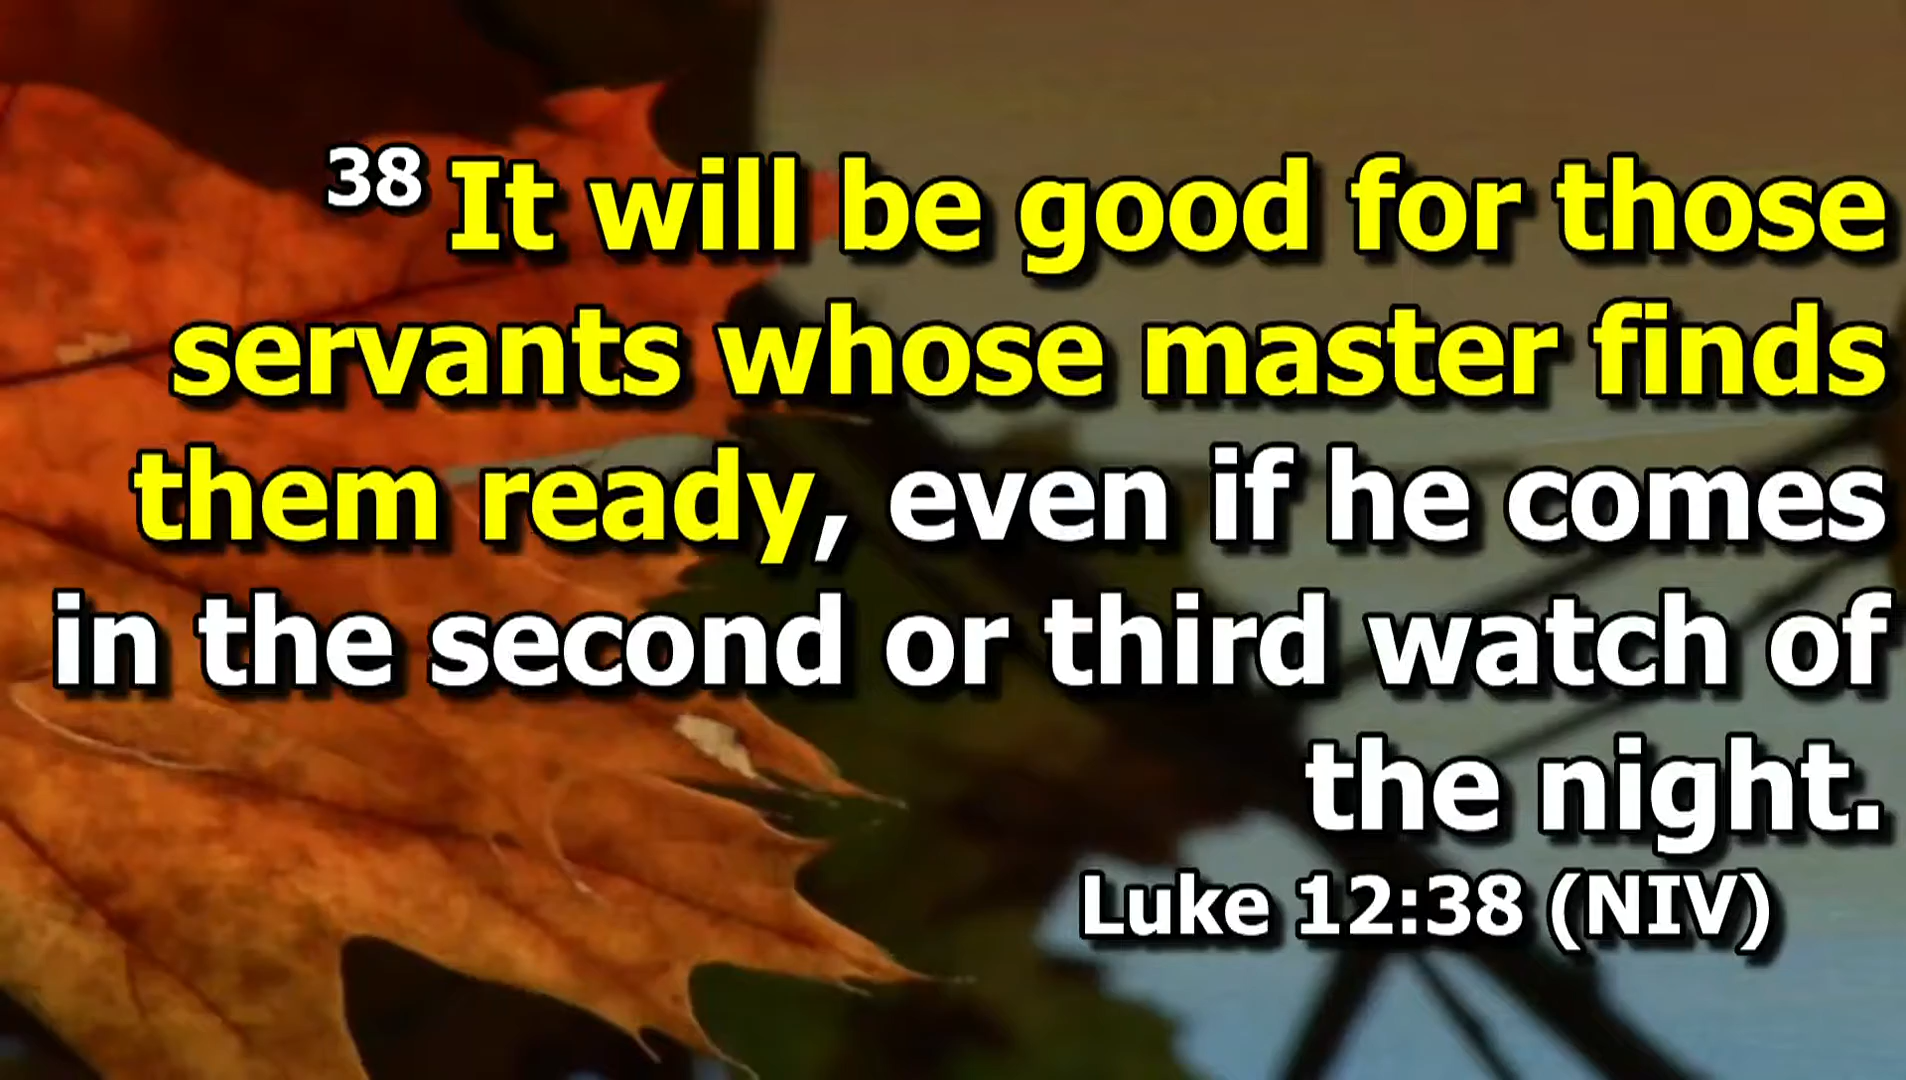 38 It will be good for those
servants whose master finds
them ready, even if he comes
in the second or third watch of
the night.
Luke 12:38 (NIV)